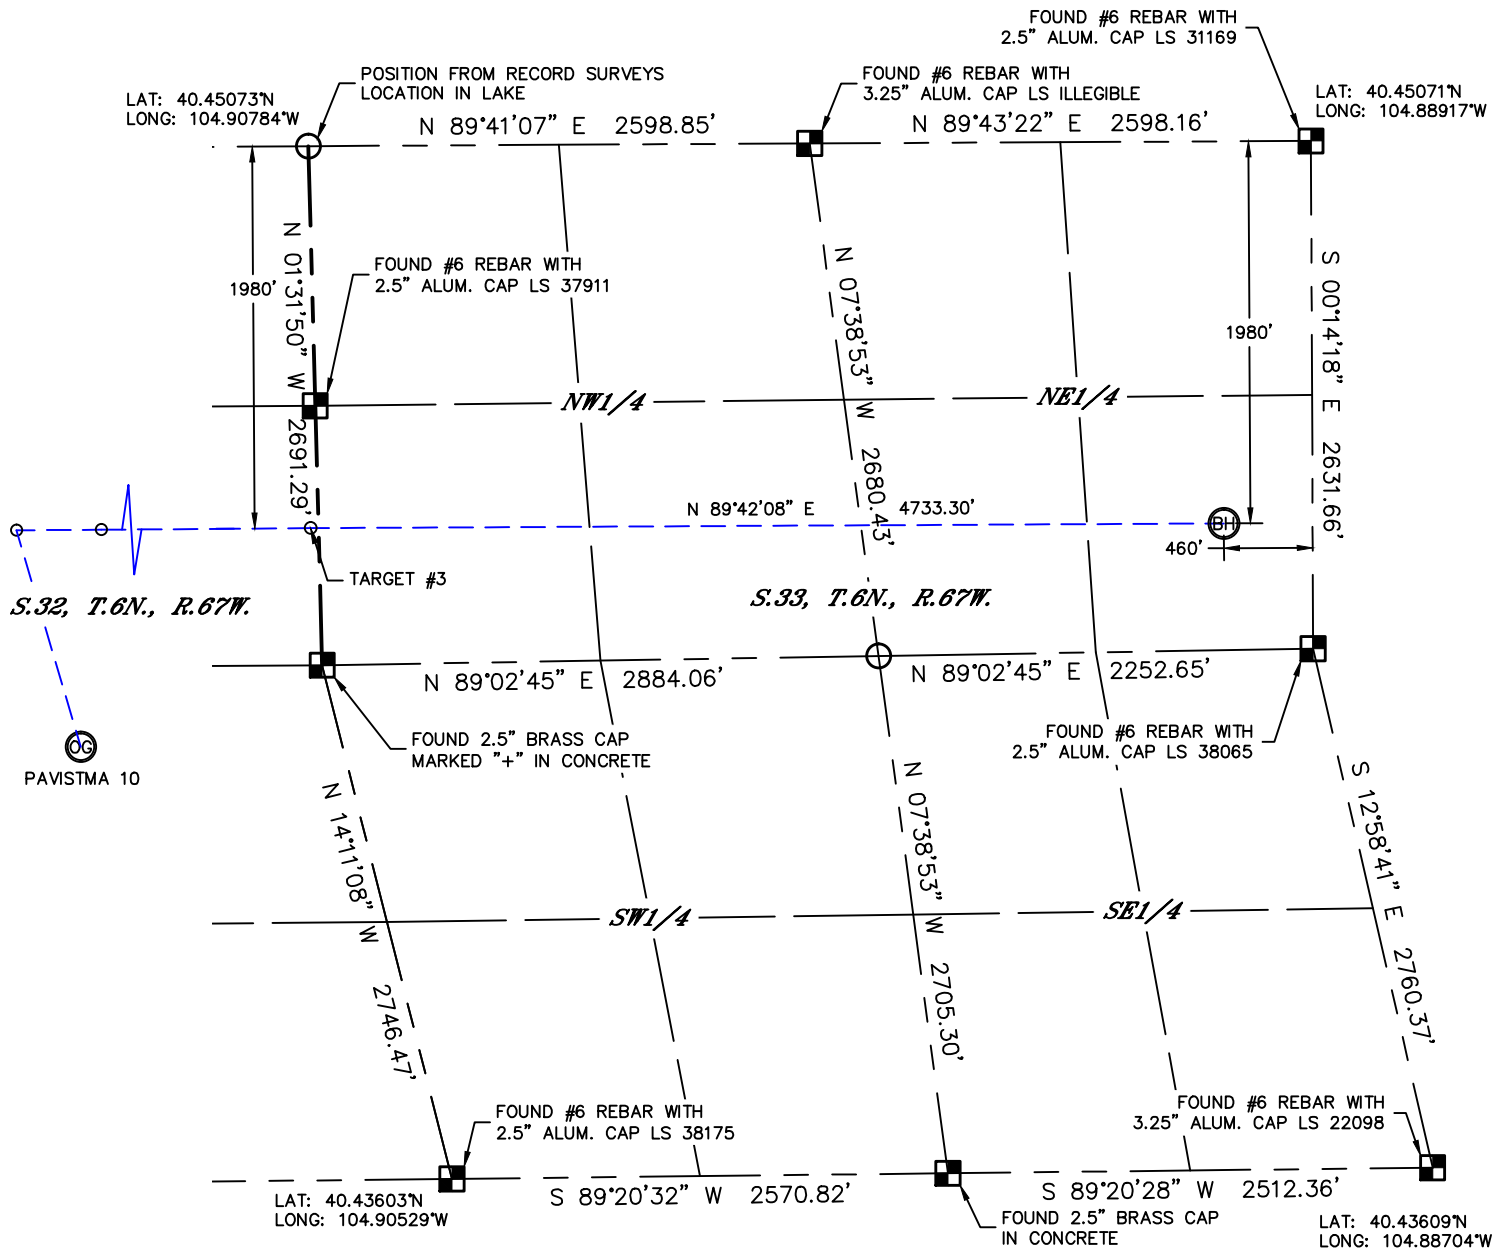 FOUND #6 REBAR WITH
2.5" ALUM. CAP LS 31169
POSITION FROM RECORD SURVEYS
LOCATION IN LAKE
FOUND #6 REBAR WITH
3.25" ALUM. CAP LS ILLEGIBLE
LAT: 40.45073°N
LONG: 104.90784°W
LAT: 40.45071°N
LONG: 104.88917°W
N 89°41'07" E 2598.85'
N 89°43'22" E 2598.16'
N 01°31'50" W 2691.29'
1980'
FOUND #6 REBAR WITH
2.5" ALUM. CAP LS 37911
N 07°38'53" W 2680.43'
1980'
S 00°14'18" E 2631.66'
NW1/4
NE1/4
N 89°42'08" E 4733.30'
BH
460'
TARGET #3
S.32, T.6N., R.67W.
S.33, T.6N., R.67W.
N 89°02'45" E 2884.06'
N 89°02'45" E 2252.65'
OG
PAVISTMA 10
FOUND 2.5" BRASS CAP
MARKED "+" IN CONCRETE
FOUND #6 REBAR WITH
2.5" ALUM. CAP LS 38065
N 14°11'08" W 2746.47'
N 07°38'53" W 2705.30'
S 12°58'41" E 2760.37'
SW1/4
SE1/4
FOUND #6 REBAR WITH
2.5" ALUM. CAP LS 38175
FOUND #6 REBAR WITH
3.25" ALUM. CAP LS 22098
LAT: 40.43603°N
LONG: 104.90529°W
S 89°20'32" W 2570.82'
S 89°20'28" W 2512.36'
FOUND 2.5" BRASS CAP
IN CONCRETE
LAT: 40.43609°N
LONG: 104.88704°W